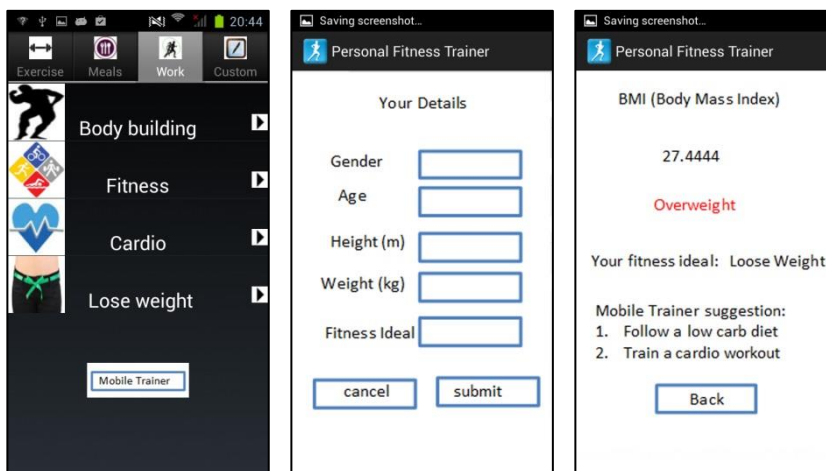 20:44
Exercise Meals Work Custom
Body building
Fitness
Cardio
Lose weight
Mobile Trainer
Saving screenshot...
Personal Fitness Trainer
Your Details
Gender
Age
Height (m)
Weight (kg)
Fitness Ideal
cancel submit
Saving screenshot...
Personal Fitness Trainer
BMI (Body Mass Index)
27.4444
Overweight
Your fitness ideal: Loose Weight
Mobile Trainer suggestion:
1. Follow a low carb diet
2. Train a cardio workout
Back